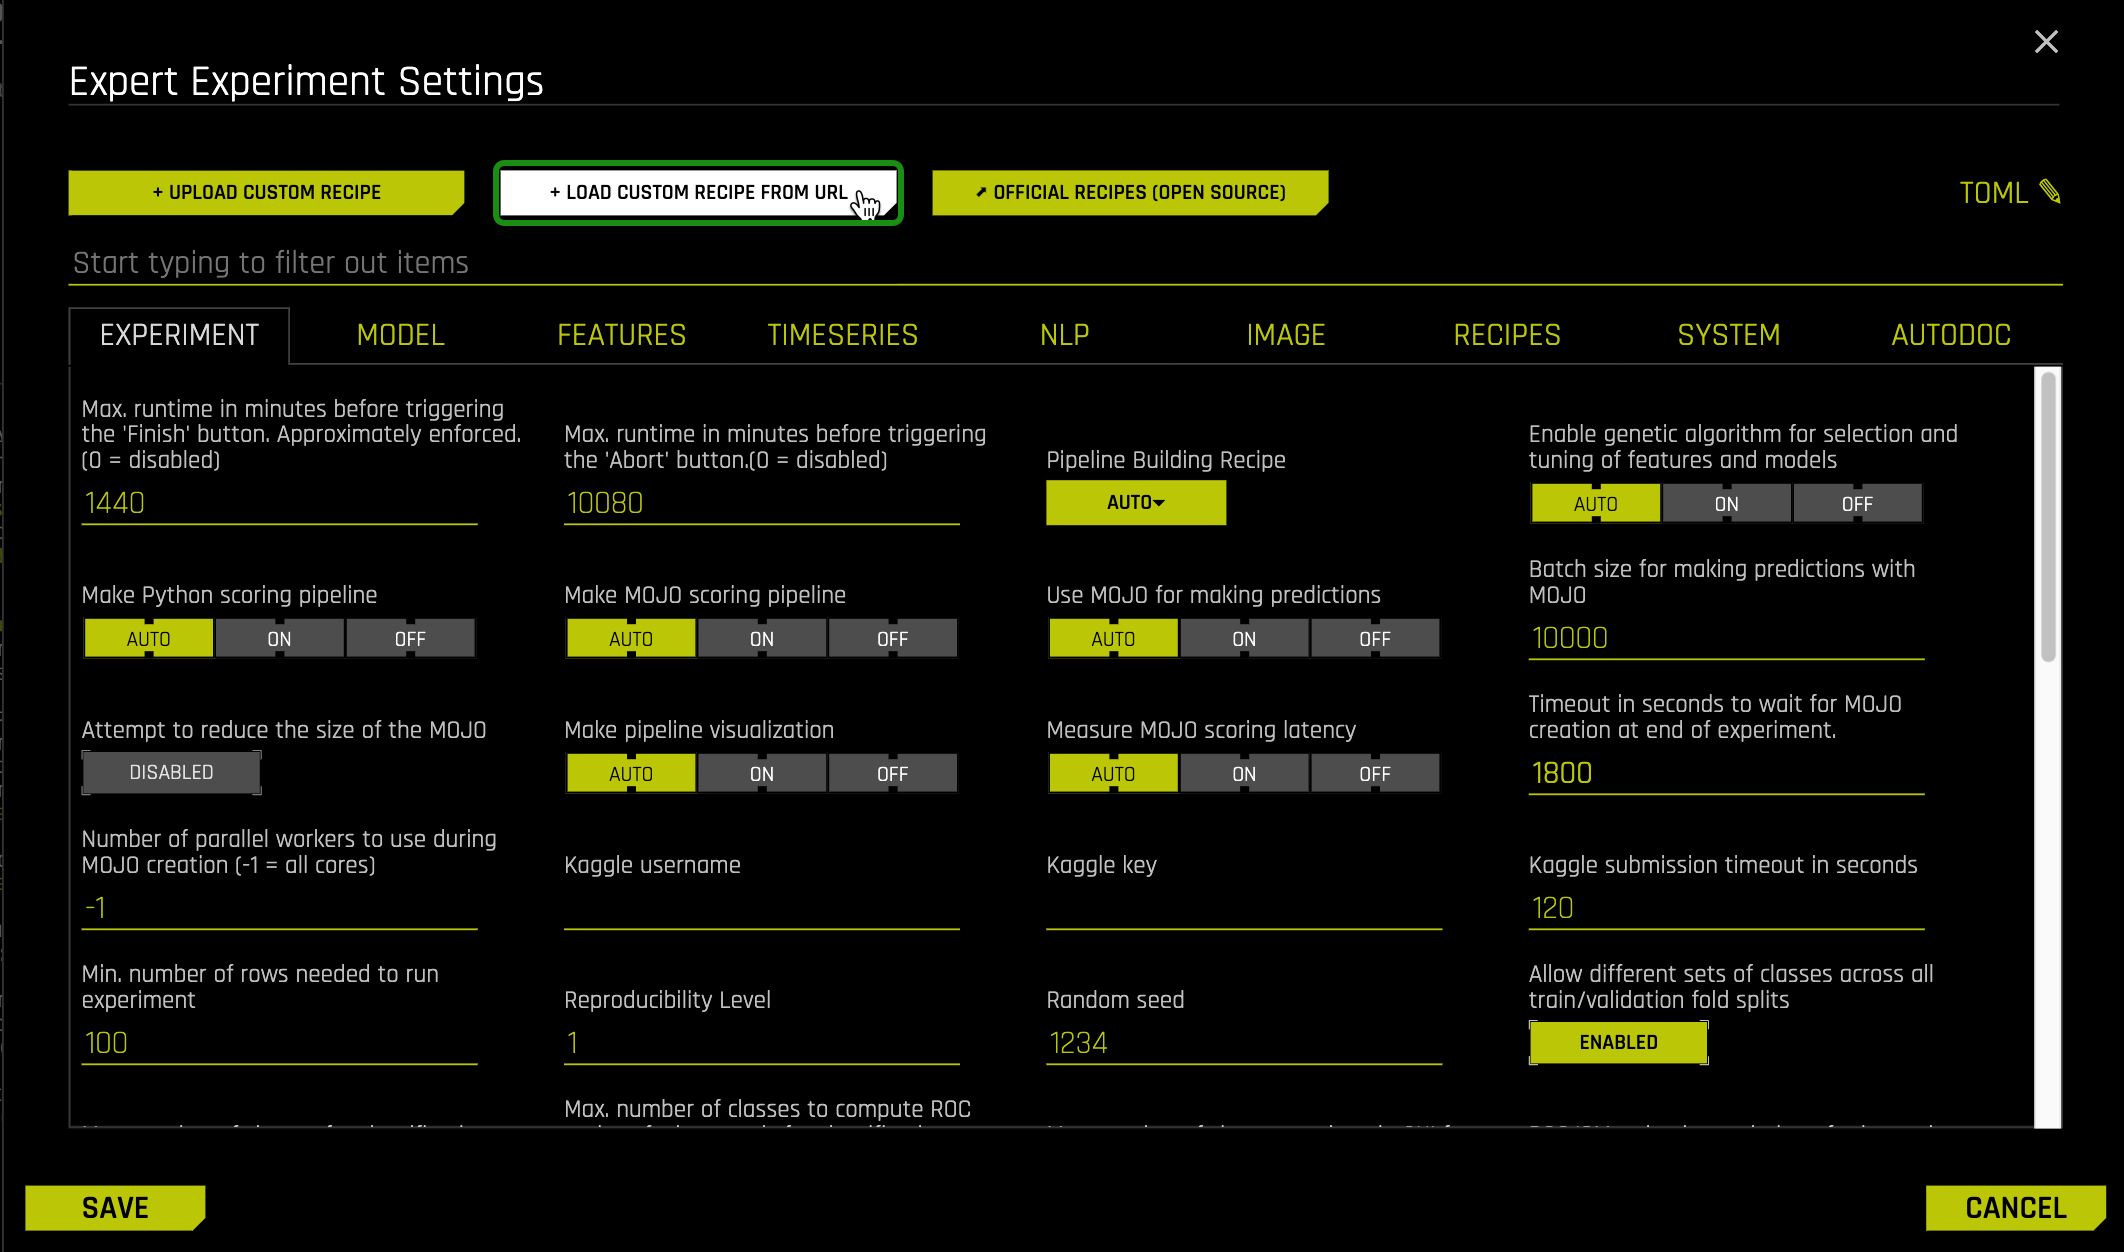 Expert Experiment Settings
+ UPLOAD CUSTOM RECIPE
+ LOAD CUSTOM RECIPE FROM URL
OFFICIAL RECIPES (OPEN SOURCE)
TOML
Start typing to filter out items
EXPERIMENT
MODEL
FEATURES
TIMESERIES
NLP
IMAGE
RECIPES
SYSTEM
AUTODOC
Max. runtime in minutes before triggering
the 'Finish' button. Approximately enforced.
(0 = disabled)
1440
Max. runtime in minutes before triggering
the 'Abort' button.(0 = disabled)
10080
Pipeline Building Recipe
AUTO
Enable genetic algorithm for selection and
tuning of features and models
AUTO ON OFF
Make Python scoring pipeline
AUTO ON OFF
Make MOJO scoring pipeline
AUTO ON OFF
Use MOJO for making predictions
AUTO ON OFF
Batch size for making predictions with
MOJO
10000
Attempt to reduce the size of the MOJO
DISABLED
Make pipeline visualization
AUTO ON OFF
Measure MOJO scoring latency
AUTO ON OFF
Timeout in seconds to wait for MOJO
creation at end of experiment.
1800
Number of parallel workers to use during
MOJO creation (-1 = all cores)
-1
Kaggle username
Kaggle key
Kaggle submission timeout in seconds
120
Min. number of rows needed to run
experiment
100
Reproducibility Level
1
Random seed
1234
Allow different sets of classes across all
train/validation fold splits
ENABLED
Max. number of classes to compute ROC
SAVE
CANCEL